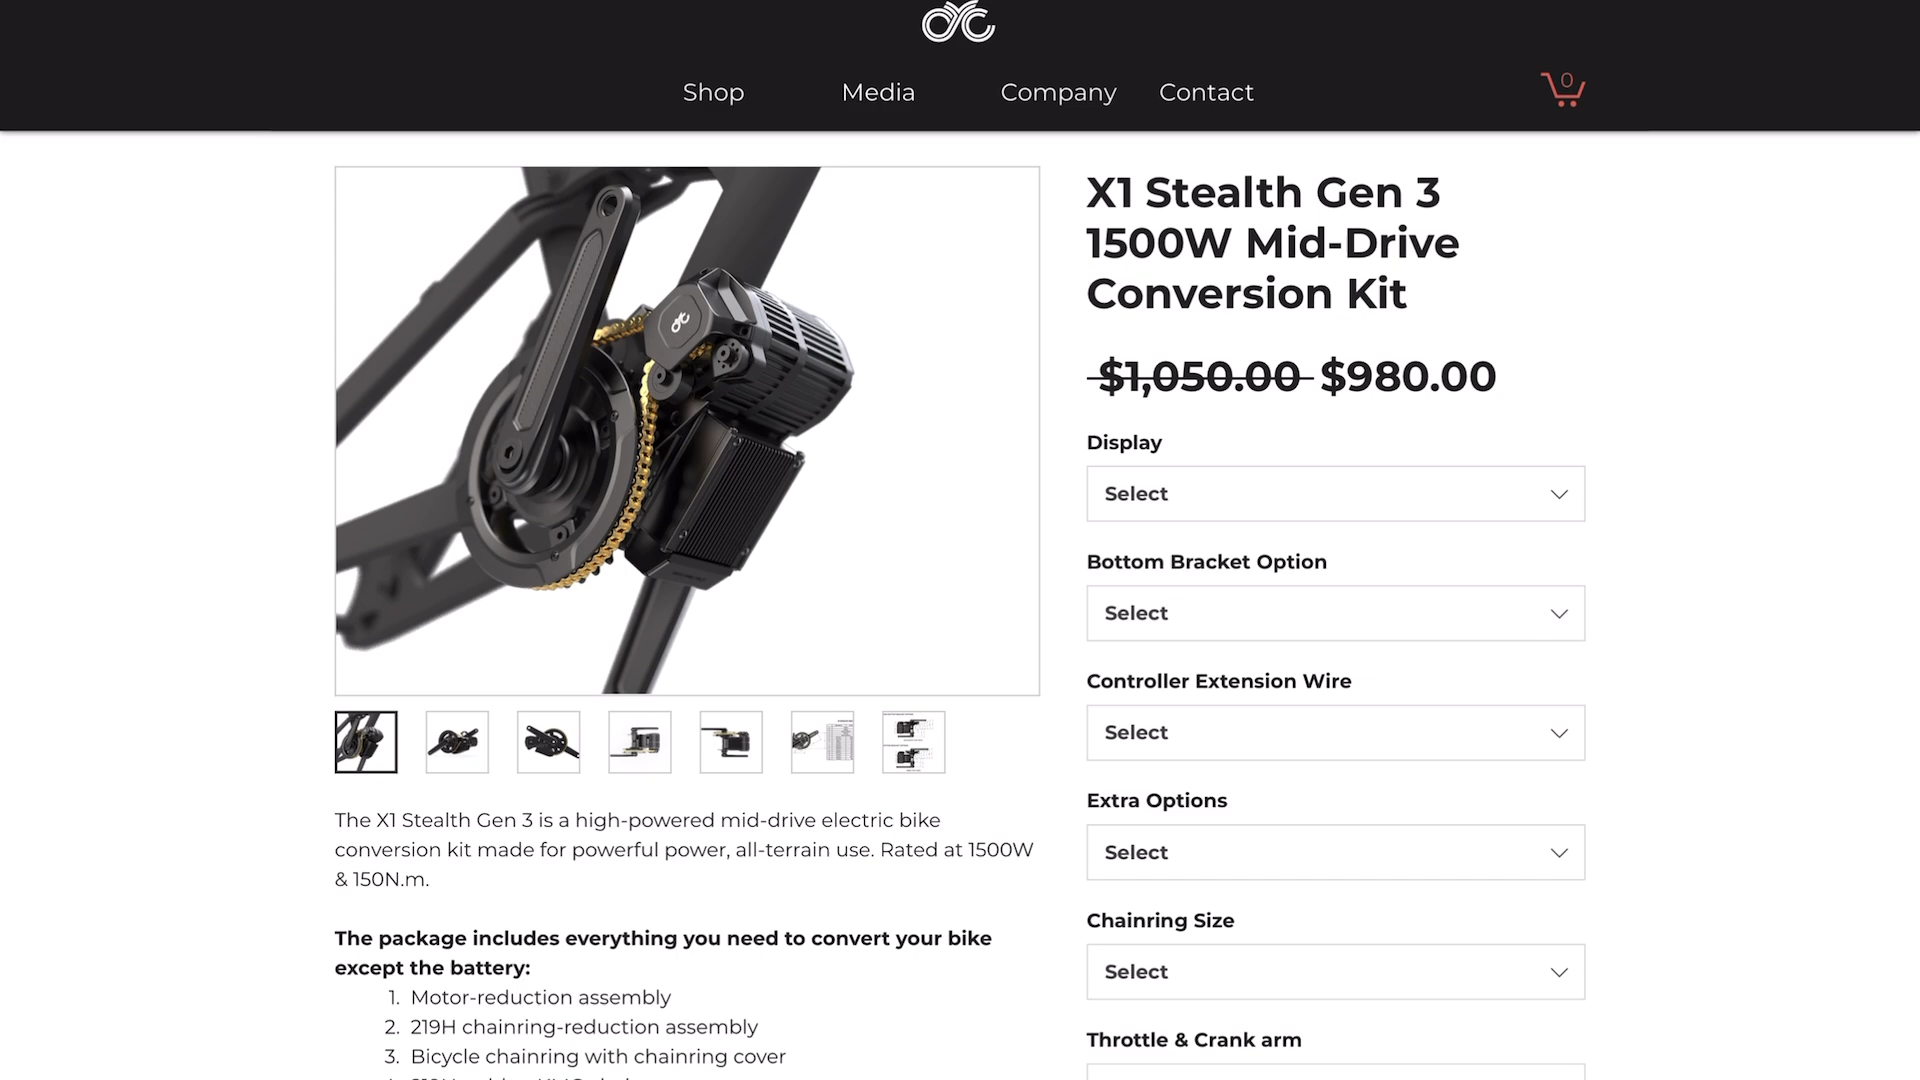 Shop Media Company Contact
0
X1 Stealth Gen 3
1500W Mid-Drive
Conversion Kit
$1,050.00 $980.00
Display
Select
Bottom Bracket Option
Select
Controller Extension Wire
Select
Extra Options
Select
Chainring Size
Select
Throttle & Crank arm
The X1 Stealth Gen 3 is a high-powered mid-drive electric bike
conversion kit made for powerful power, all-terrain use. Rated at 1500W
& 150N.m.
The package includes everything you need to convert your bike
except the battery:
1. Motor-reduction assembly
2. 219H chainring-reduction assembly
3. Bicycle chainring with chainring cover